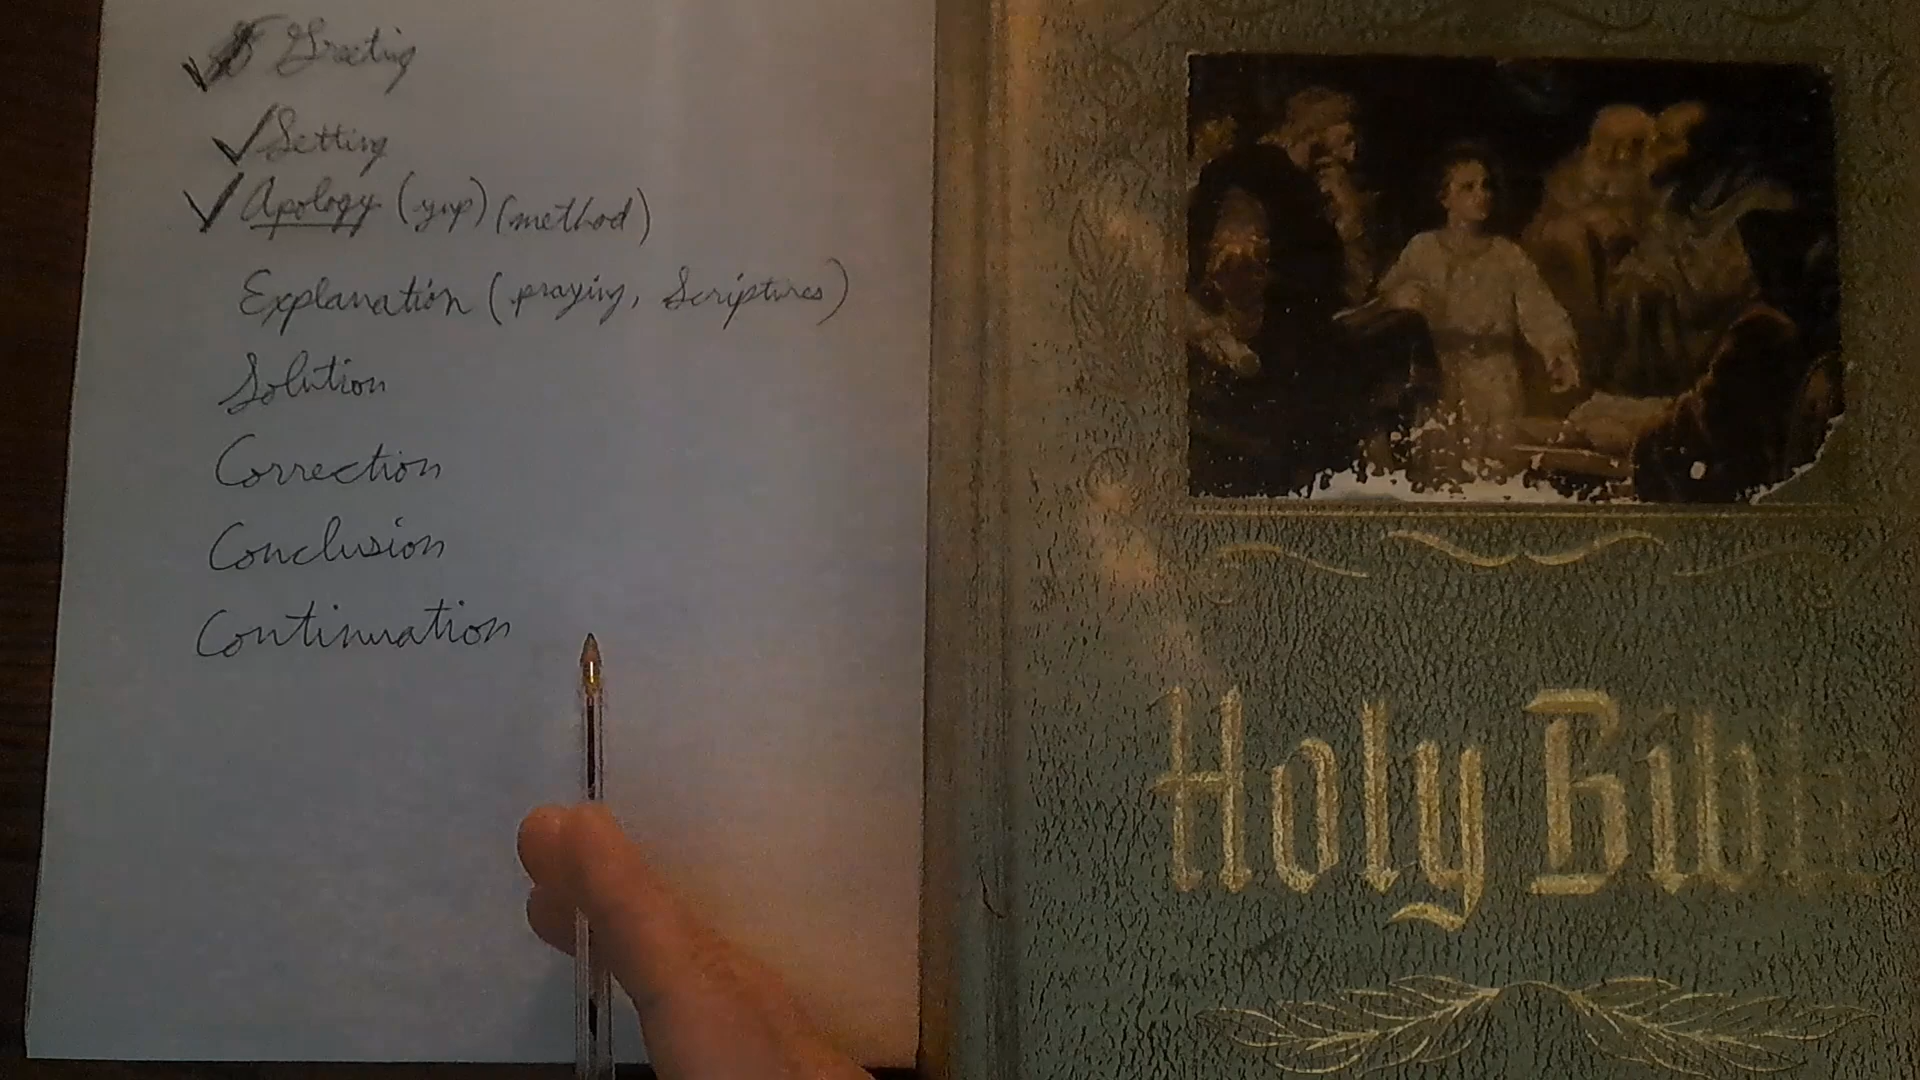 Greeting
Setting
Apology (yup) (method)
Explanation (praying, Scriptures)
Solution
Correction
Conclusion
Continuation
Holy Bible